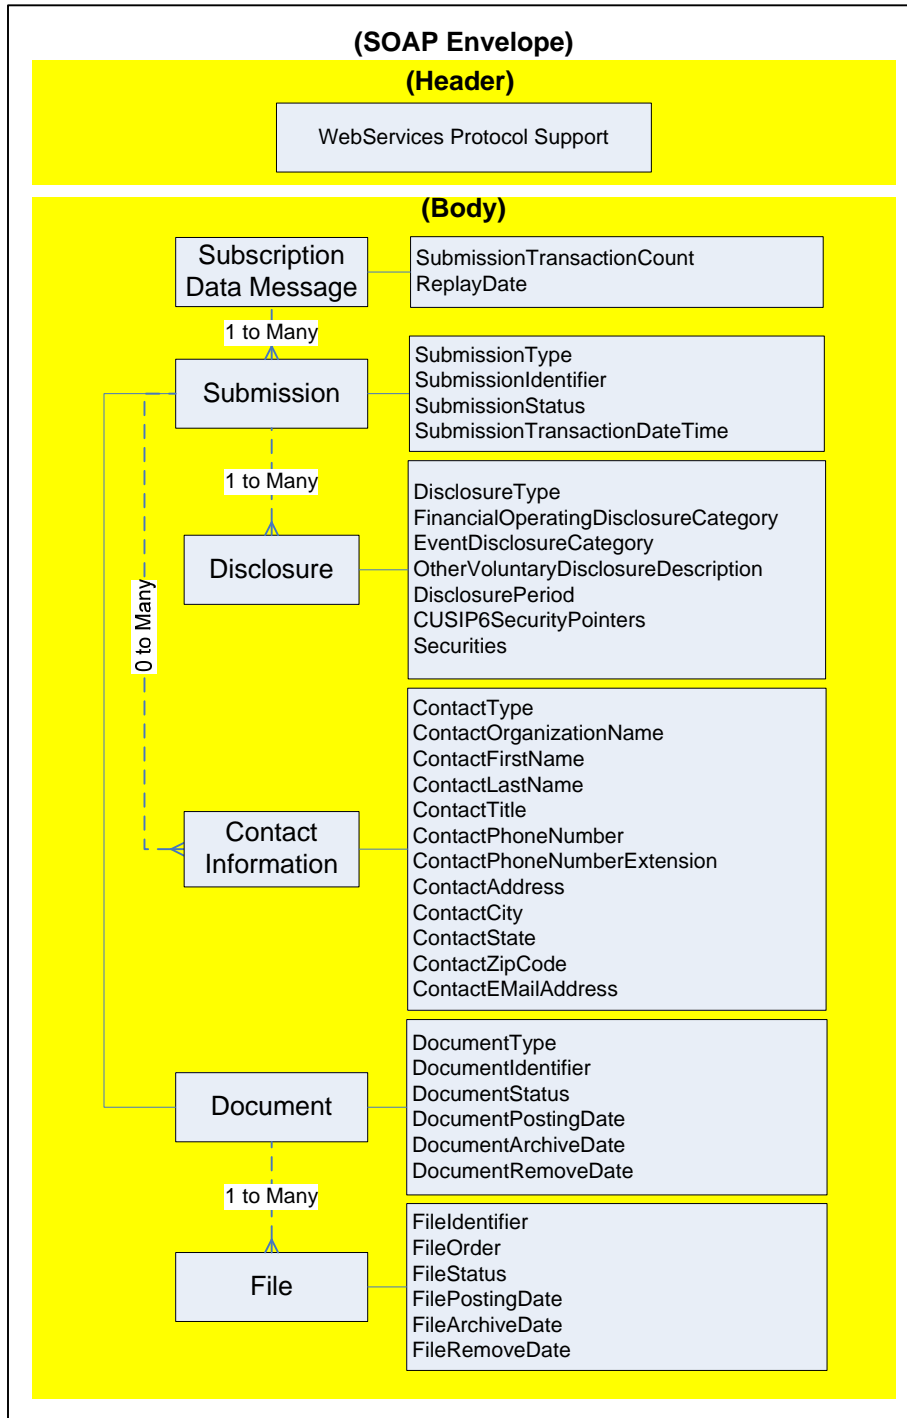 (SOAP Envelope)
(Header)
WebServices Protocol Support
(Body)
Subscription
Data Message
SubmissionTransactionCount
ReplayDate
1 to Many
Submission
SubmissionType
SubmissionIdentifier
SubmissionStatus
SubmissionTransactionDateTime
1 to Many
0 to Many
Disclosure
DisclosureType
FinancialOperatingDisclosureCategory
EventDisclosureCategory
OtherVoluntaryDisclosureDescription
DisclosurePeriod
CUSIP6SecurityPointers
Securities
Contact
Information
ContactType
ContactOrganizationName
ContactFirstName
ContactLastName
ContactTitle
ContactPhoneNumber
ContactPhoneNumberExtension
ContactAddress
ContactCity
ContactState
ContactZipCode
ContactEMailAddress
Document
DocumentType
DocumentIdentifier
DocumentStatus
DocumentPostingDate
DocumentArchiveDate
DocumentRemoveDate
1 to Many
File
FileIdentifier
FileOrder
FileStatus
FilePostingDate
FileArchiveDate
FileRemoveDate